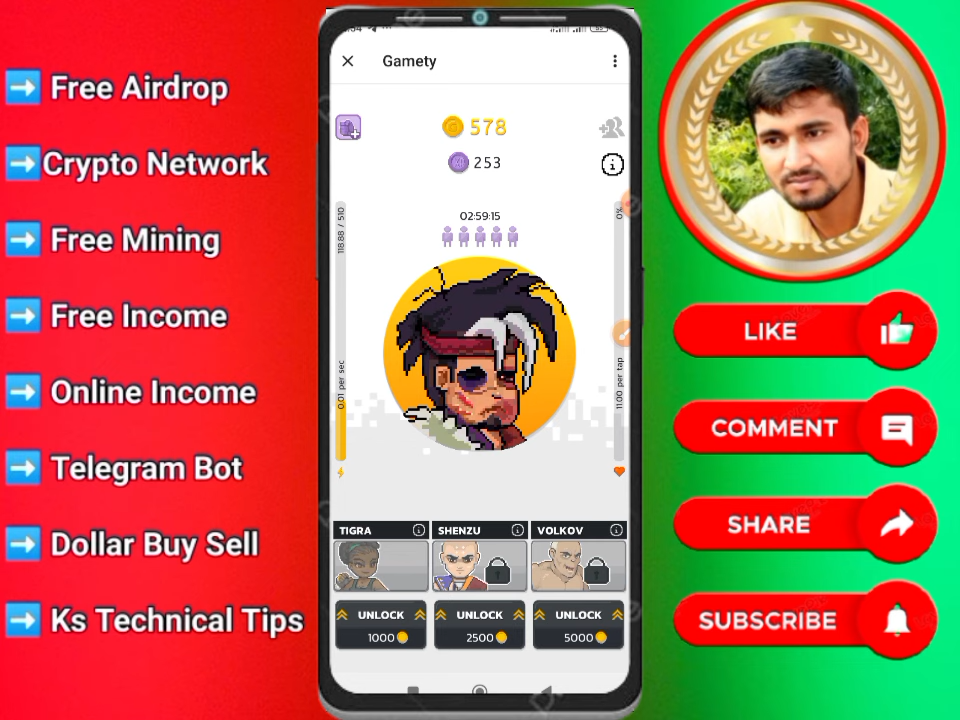 Free Airdrop
Crypto Network
Free Mining
Free Income
Online Income
Telegram Bot
Dollar Buy Sell
Ks Technical Tips
Gamety
578
253
118.88 / 510
02:59:15
0%
0.01 per sec
11.00 per tap
TIGRA
SHENZU
VOLKOV
UNLOCK
UNLOCK
UNLOCK
1000
2500
5000
LIKE
COMMENT
SHARE
SUBSCRIBE